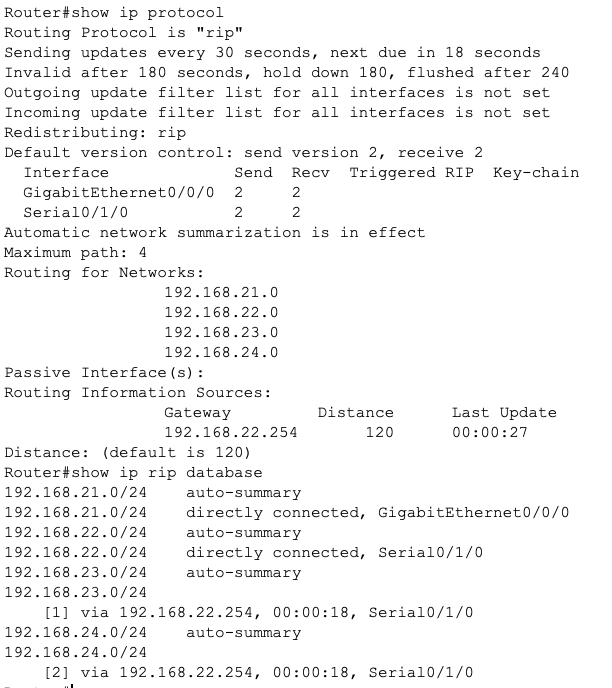 Router#show ip protocol
Routing Protocol is "rip"
Sending updates every 30 seconds, next due in 18 seconds
Invalid after 180 seconds, hold down 180, flushed after 240
Outgoing update filter list for all interfaces is not set
Incoming update filter list for all interfaces is not set
Redistributing: rip
Default version control: send version 2, receive 2
  Interface             Send  Recv  Triggered RIP  Key-chain
  GigabitEthernet0/0/0  2     2
  Serial0/1/0           2     2
Automatic network summarization is in effect
Maximum path: 4
Routing for Networks:
                 192.168.21.0
                 192.168.22.0
                 192.168.23.0
                 192.168.24.0
Passive Interface(s):
Routing Information Sources:
                 Gateway         Distance      Last Update
                 192.168.22.254       120      00:00:27
Distance: (default is 120)
Router#show ip rip database
192.168.21.0/24    auto-summary
192.168.21.0/24    directly connected, GigabitEthernet0/0/0
192.168.22.0/24    auto-summary
192.168.22.0/24    directly connected, Serial0/1/0
192.168.23.0/24    auto-summary
192.168.23.0/24
    [1] via 192.168.22.254, 00:00:18, Serial0/1/0
192.168.24.0/24    auto-summary
192.168.24.0/24
    [2] via 192.168.22.254, 00:00:18, Serial0/1/0